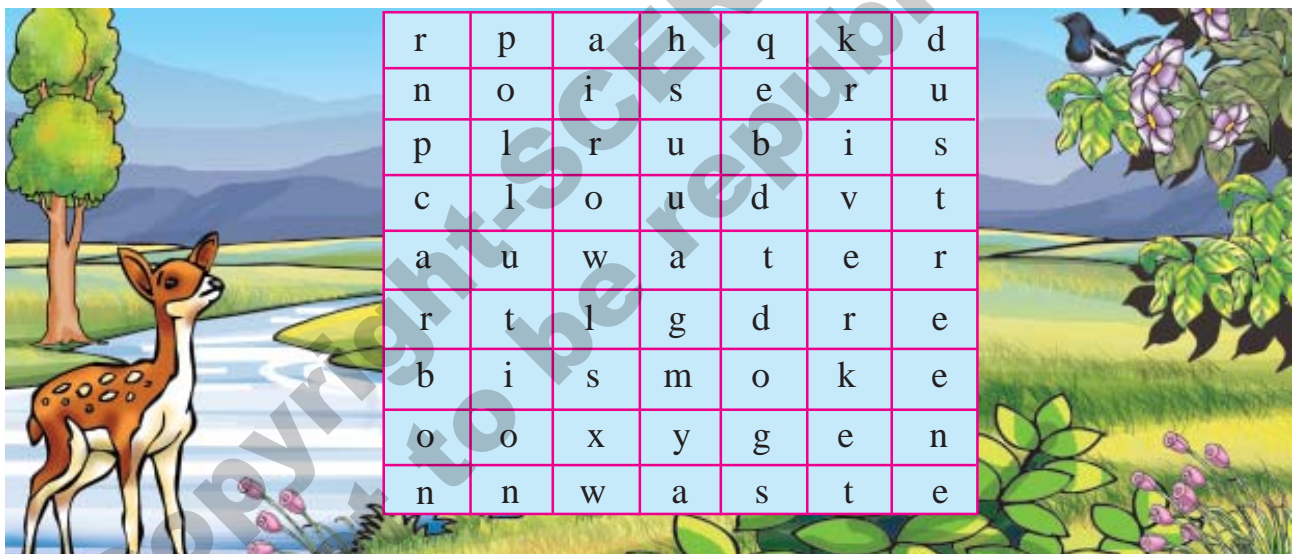 r p a h q k d
n o i s e r u
p l r u b i s
c l o u d v t
a u w a t e r
r t l g d r e
b i s m o k e
o o x y g e n
n n w a s t e